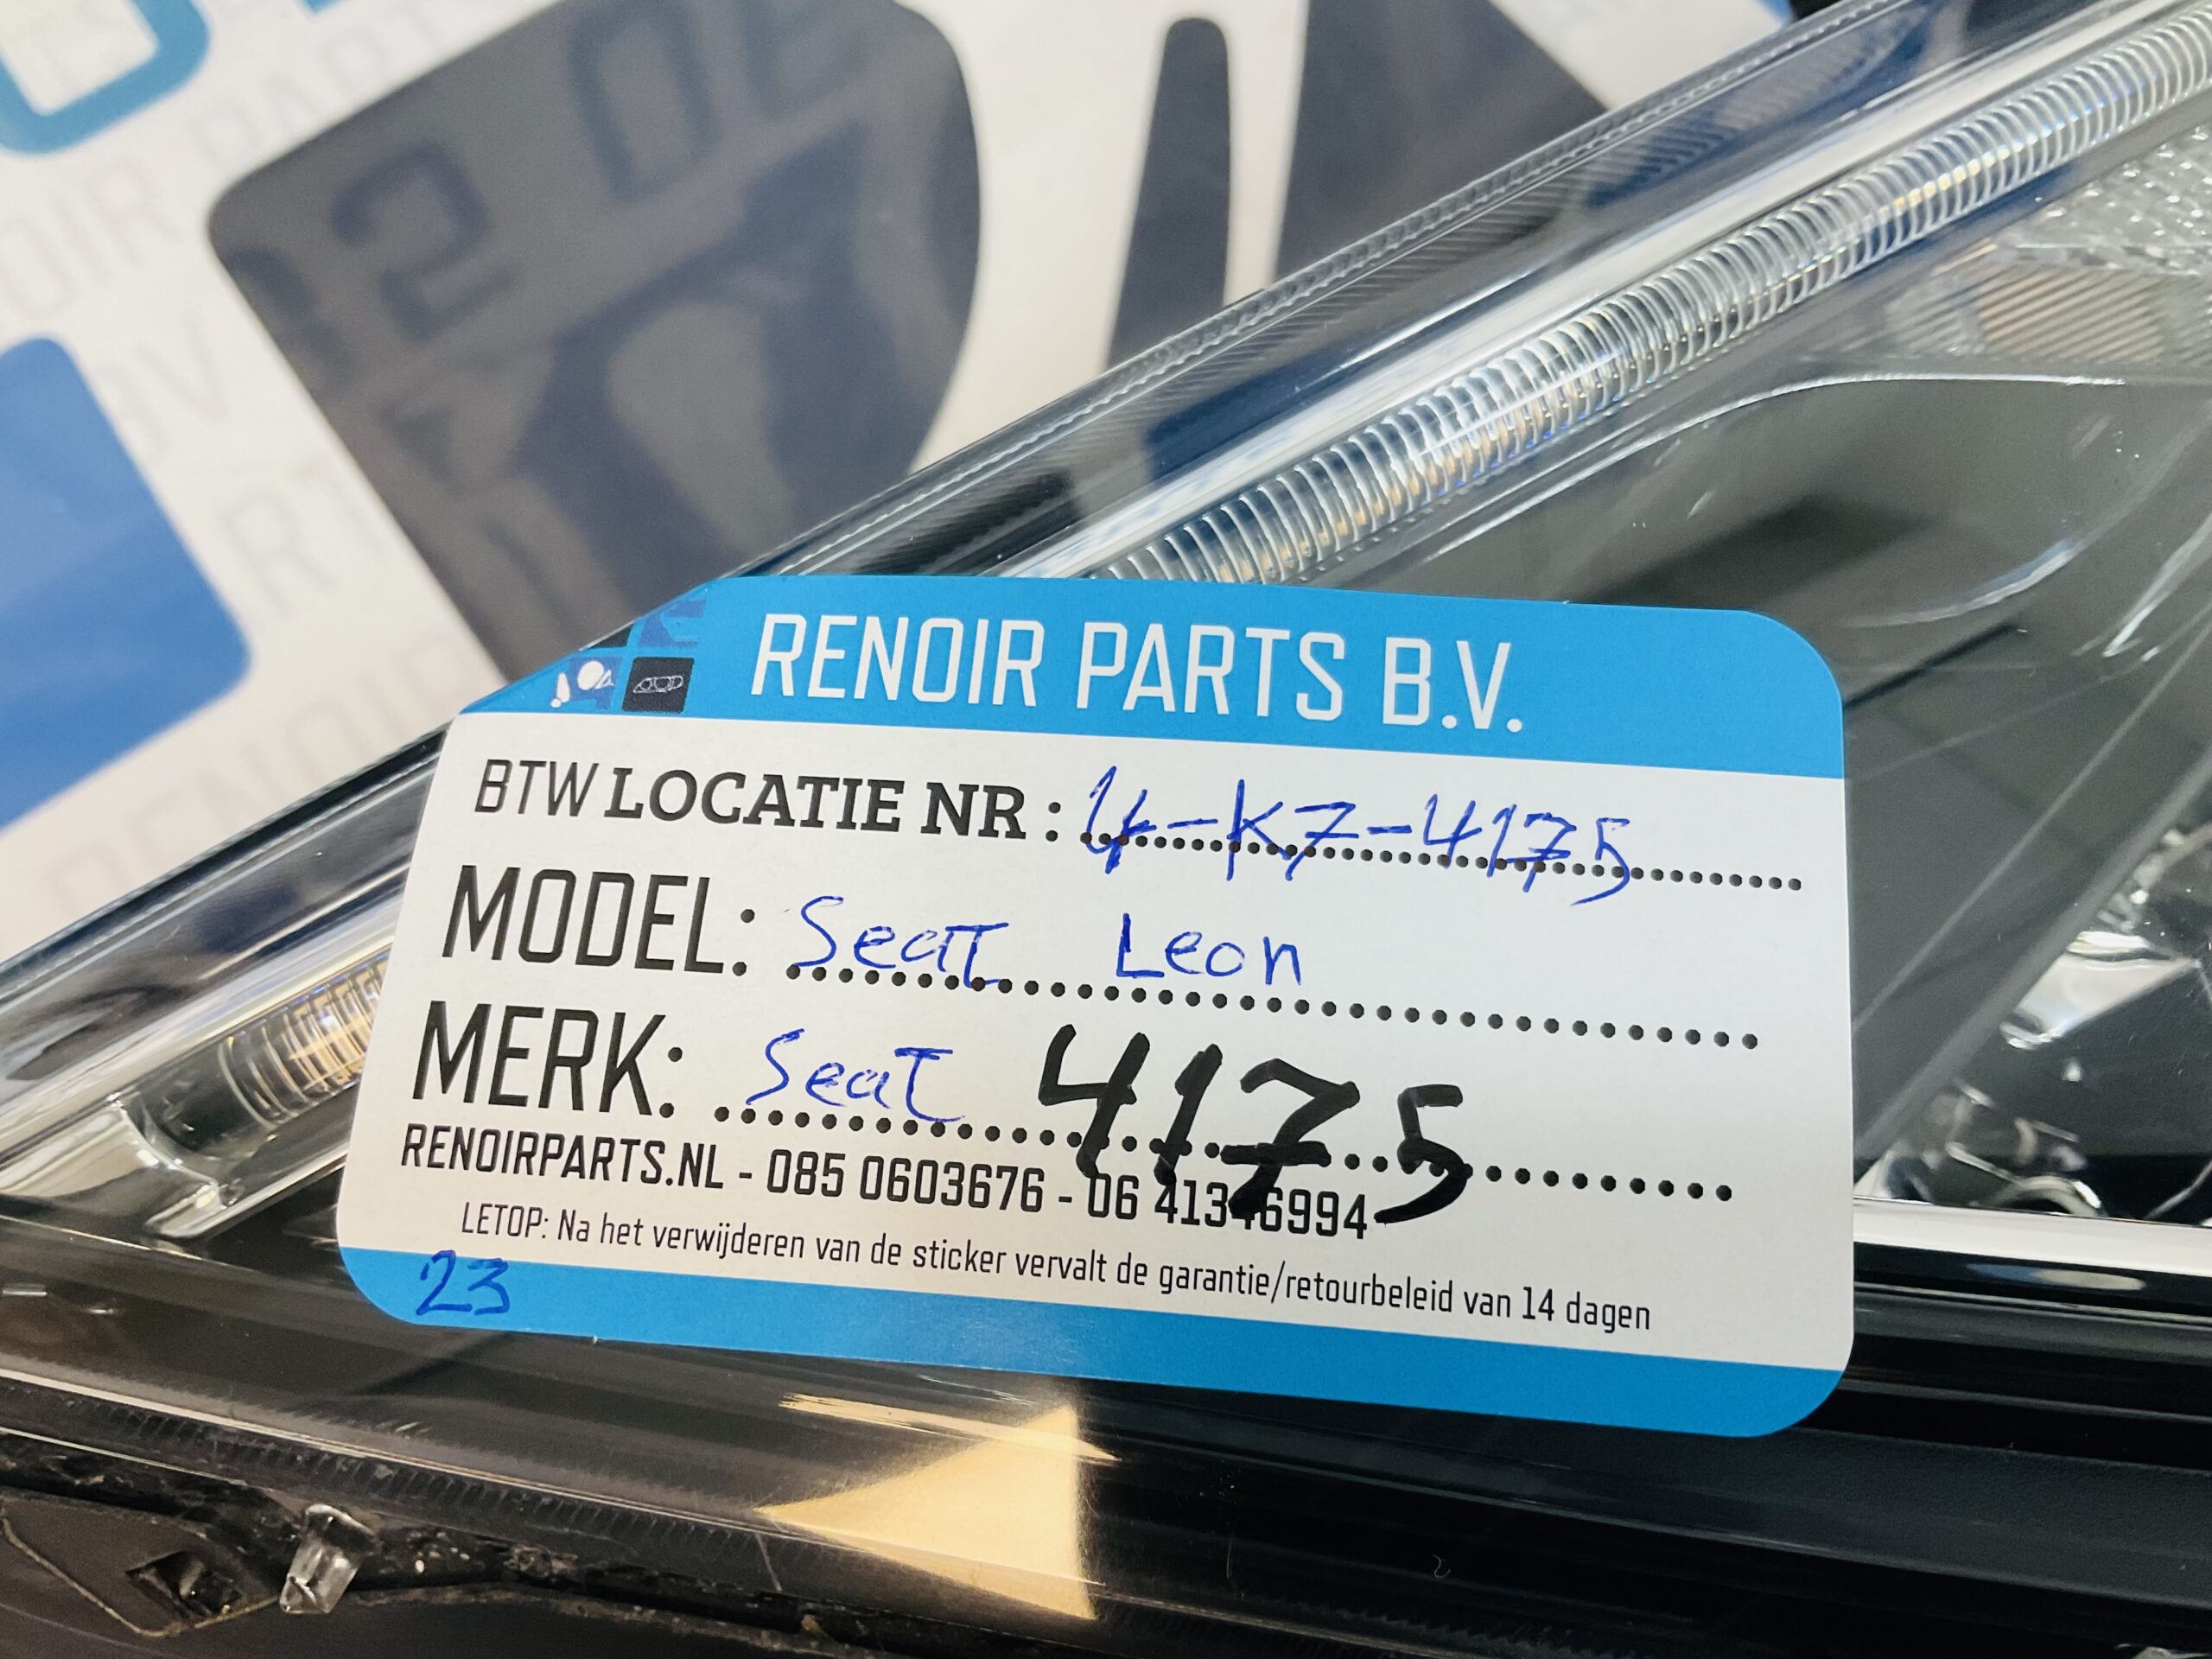 RENOIR PARTS B.V.
BTW LOCATIE NR : 4-K7-4175
MODEL: Seat Leon
MERK: Seat 4175
RENOIRPARTS.NL - 085 0603676 - 06 41346994
LETOP: Na het verwijderen van de sticker vervalt de garantie/retourbeleid van 14 dagen
23